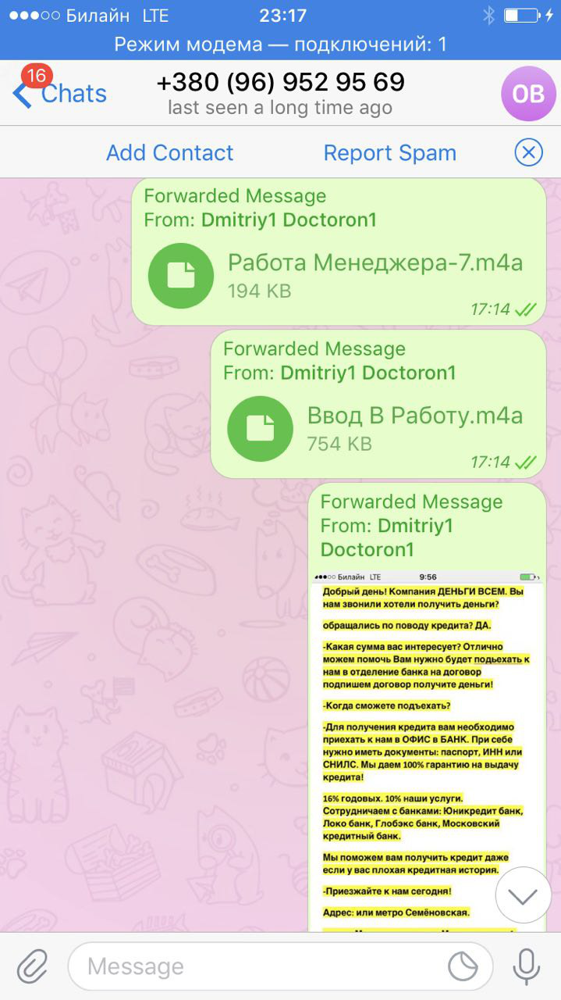 Билайн LTE 23:17
Режим модема — подключений: 1
16
Chats
+380 (96) 952 95 69
last seen a long time ago
OB
Add Contact Report Spam
Forwarded Message
From: Dmitriy1 Doctoron1
Работа Менеджера-7.m4a
194 KB
17:14
Forwarded Message
From: Dmitriy1 Doctoron1
Ввод В Работу.m4a
754 KB
17:14
Forwarded Message
From: Dmitriy1
Doctoron1
Билайн LTE 9:56
Добрый день! Компания ДЕНЬГИ ВСЕМ. Вы
нам звонили хотели получить деньги?
обращались по поводу кредита? ДА.
-Какая сумма вас интересует? Отлично
можем помочь Вам нужно будет подьехать к
нам в отделение банка на договор
подпишем договор получите деньги!
-Когда сможете подъехать?
-Для получения кредита вам необходимо
приехать к нам в ОФИС в БАНК. При себе
нужно иметь документы: паспорт, ИНН или
СНИЛС. Мы даем 100% гарантию на выдачу
кредита!
16% годовых. 10% наши услуги.
Сотрудничаем с банками: Юникредит банк,
Локо банк, Глобэкс банк, Московский
кредитный банк.
Мы поможем вам получить кредит даже
если у вас плохая кредитная история.
-Приезжайте к нам сегодня!
Адрес: или метро Семёновская.
Message